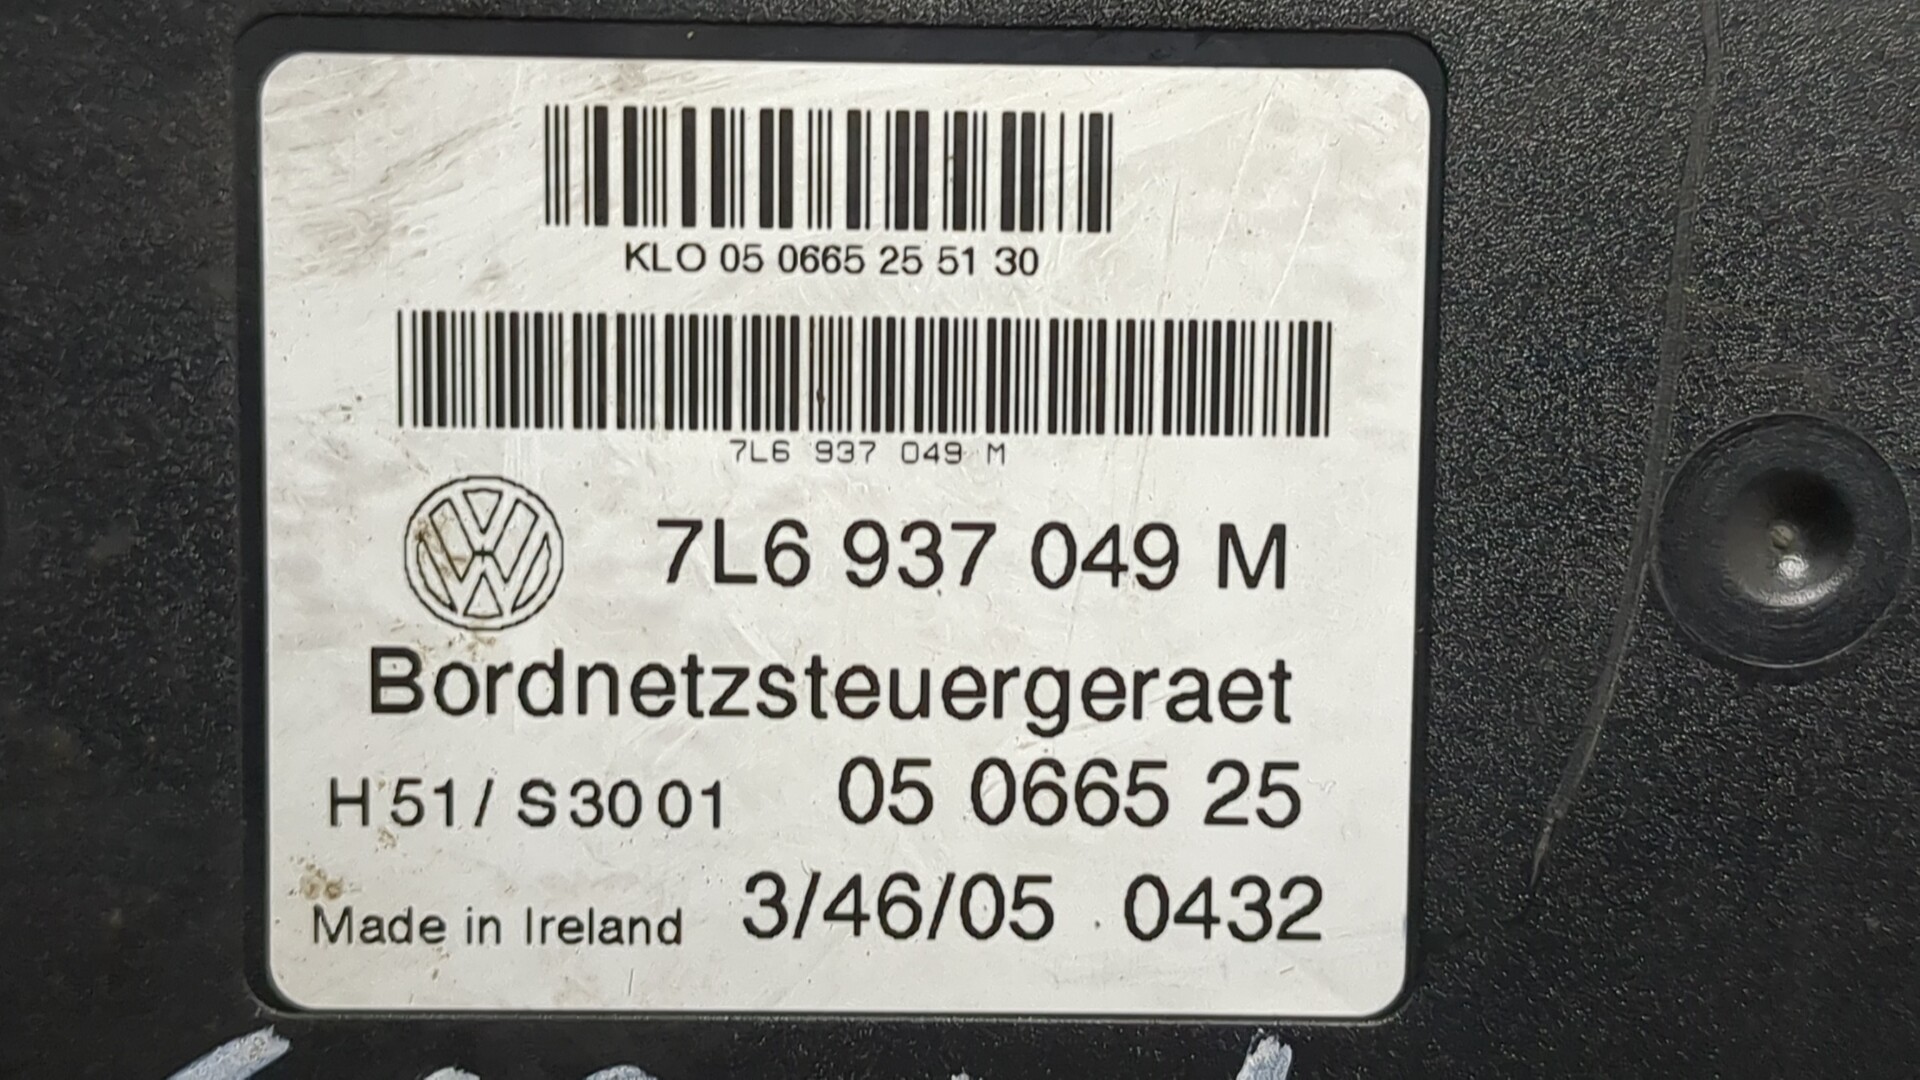 KLO 05 0665 25 51 30
7L6 937 049 M
7L6 937 049 M
Bordnetzsteuergeraet
H 51 / S 30 01 05 0665 25
Made in Ireland 3/46/05 0432